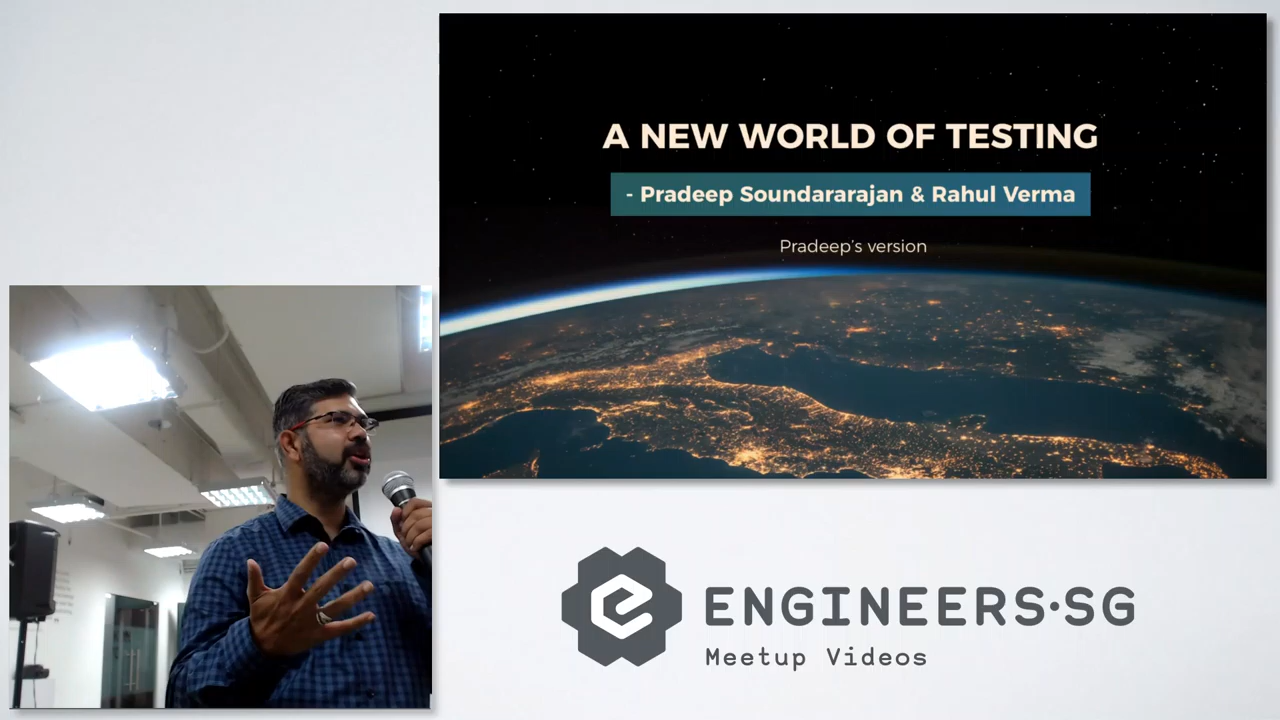 A NEW WORLD OF TESTING
- Pradeep Soundararajan & Rahul Verma
Pradeep's version
ENGINEERS·SG
Meetup Videos